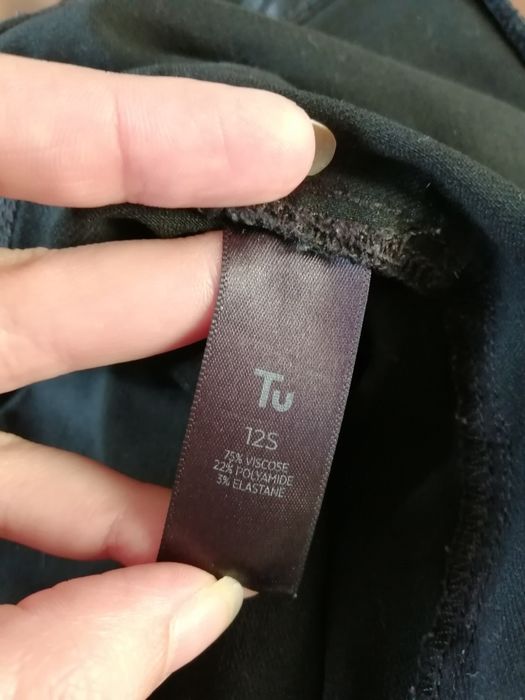 Tu
12S
75% VISCOSE
22% POLYAMIDE
3% ELASTANE